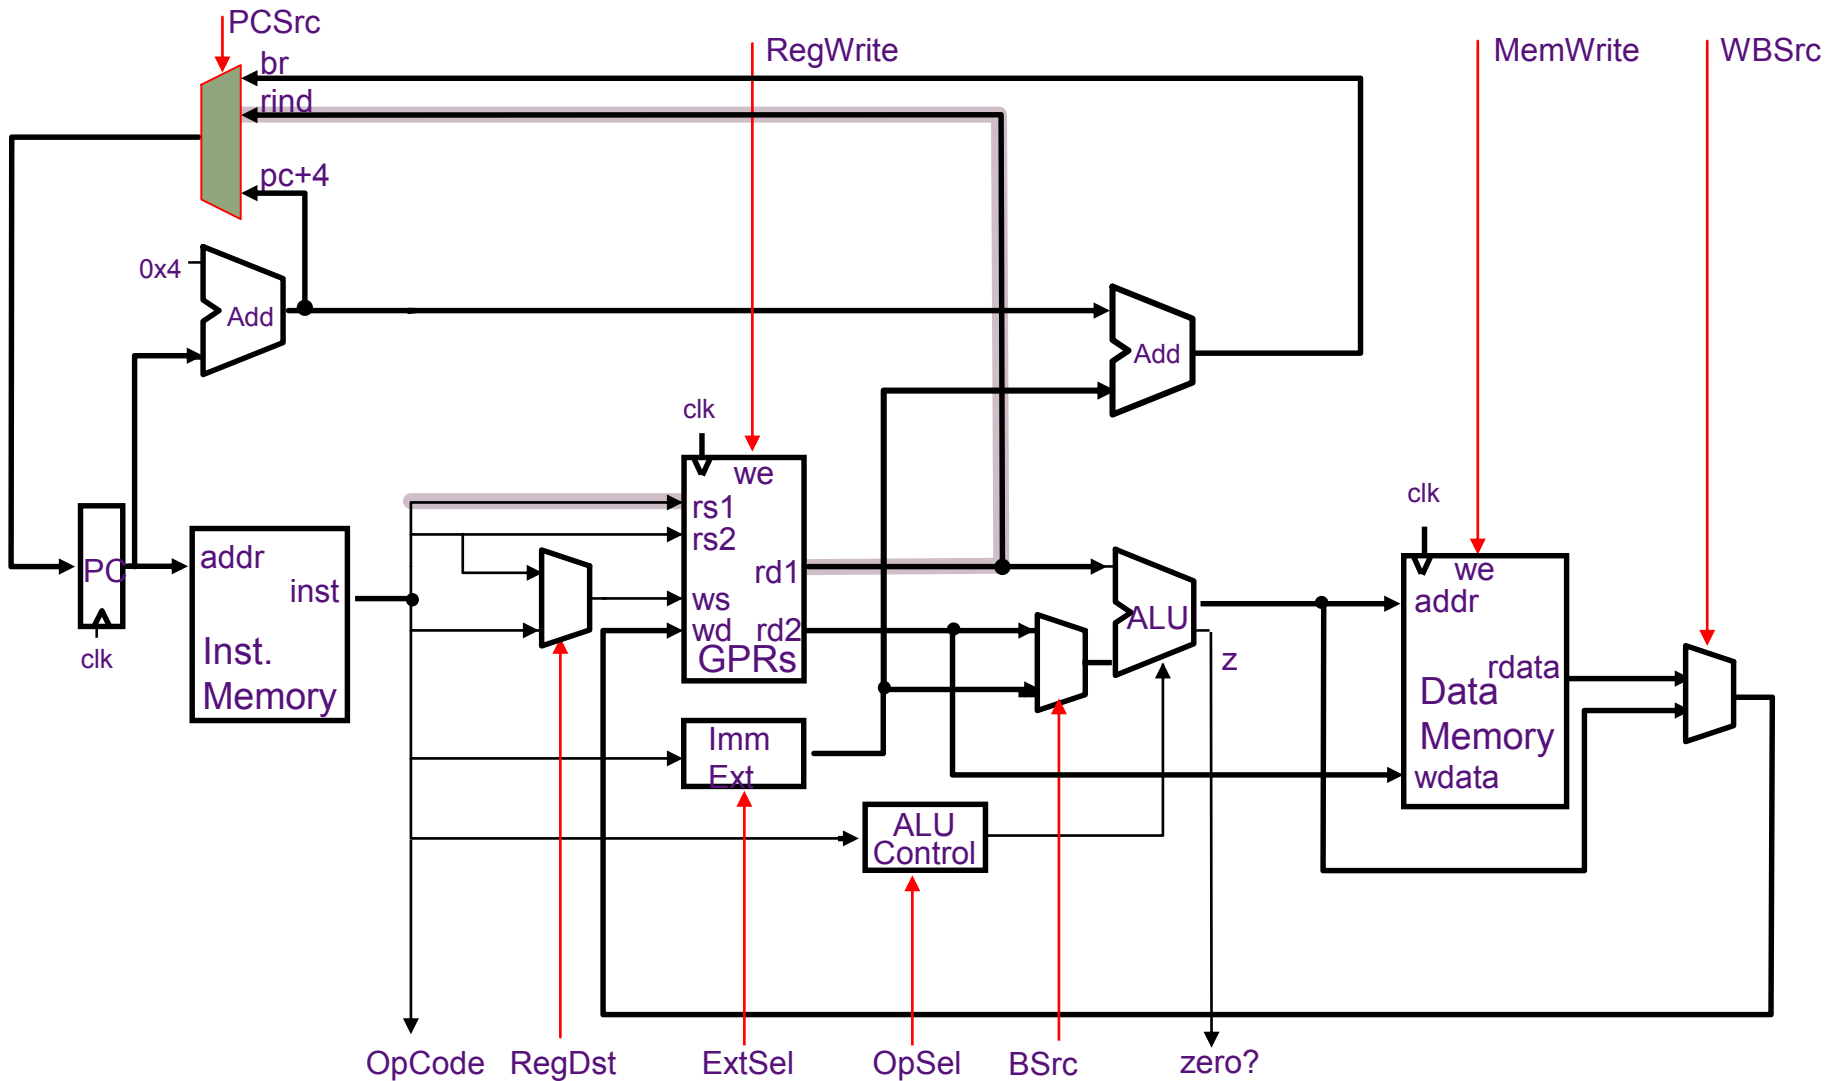 PCSrc
RegWrite
MemWrite
WBSrc
br
rind
pc+4
0x4
Add
Add
clk
we
rs1
rs2
rd1
ws
wd
rd2
GPRs
PC
clk
addr
inst
Inst.
Memory
ALU
z
clk
we
addr
rdata
Data
Memory
wdata
Imm
Ext
ALU
Control
OpCode
RegDst
ExtSel
OpSel
BSrc
zero?